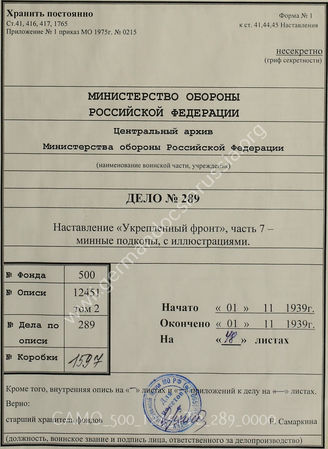 Хранить постоянно
Форма № 1
Ст.41, 416, 417, 1765
к ст. 41,44,45 Наставления
Приложение № 1 приказ МО 1975г. № 0215
несекретно
(гриф секретности)
МИНИСТЕРСТВО ОБОРОНЫ
РОССИЙСКОЙ ФЕДЕРАЦИИ
Центральный архив
Министерства обороны Российской Федерации
(наименование воинской части, учреждения)
ДЕЛО № 289
Наставление «Укрепленный фронт», часть 7 –
минные подкопы, с иллюстрациями.
№ Фонда 500
№ Описи 12451
том 2
№ Дела по описи 289
№ Коробки 1597
Начато « 01 » 11 1939г.
Окончено « 01 » 11 1939г.
На « 48 » листах
Кроме того, внутренняя опись на «–» листах и приложении к делу на «–» листах.
Верно:
старший хранитель фондов
Е. Самаркина
(должность, воинское звание и подпись лица, ответственного за делопроизводство)
www.germandocsinrussia.org